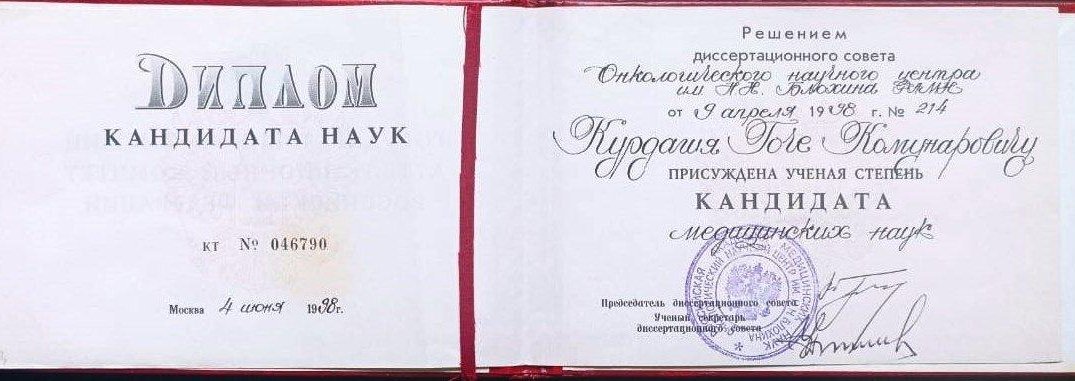 Диплом
КАНДИДАТА НАУК
КТ № 046790
Москва 4 июня 1998г.
Решением
диссертационного совета
Онкологического научного центра
им Н.Н. Блохина РАМН
от 9 апреля 1998 г. № 214
Курдашя Гоче Комунаровичу
ПРИСУЖДЕНА УЧЕНАЯ СТЕПЕНЬ
КАНДИДАТА
медицинских наук
Председатель диссертационного совета
Ученый секретарь
диссертационного совета